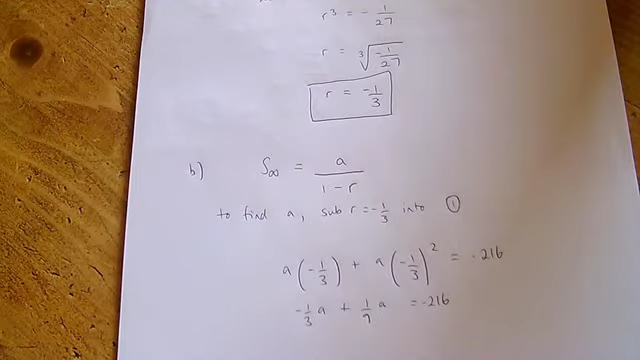 r³ = -1/27
r = ∛(-1/27)
r = -1/3
b) S∞ = a/(1-r)
to find a, sub r=-1/3 into ①
a(-1/3) + a(-1/3)² = -216
-1/3 a + 1/9 a = -216